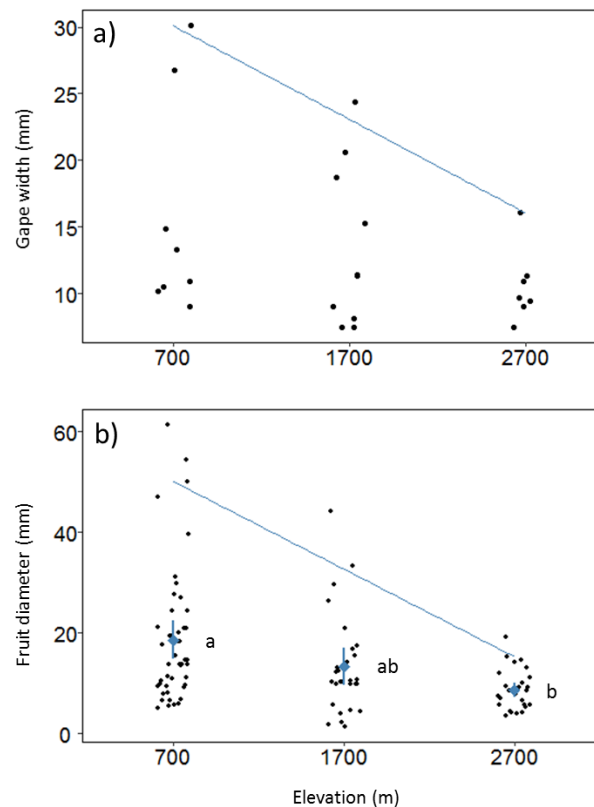 a)
30
25
20
15
10
Gape width (mm)
700 1700 2700
b)
60
40
20
0
Fruit diameter (mm)
a
ab
b
700 1700 2700
Elevation (m)